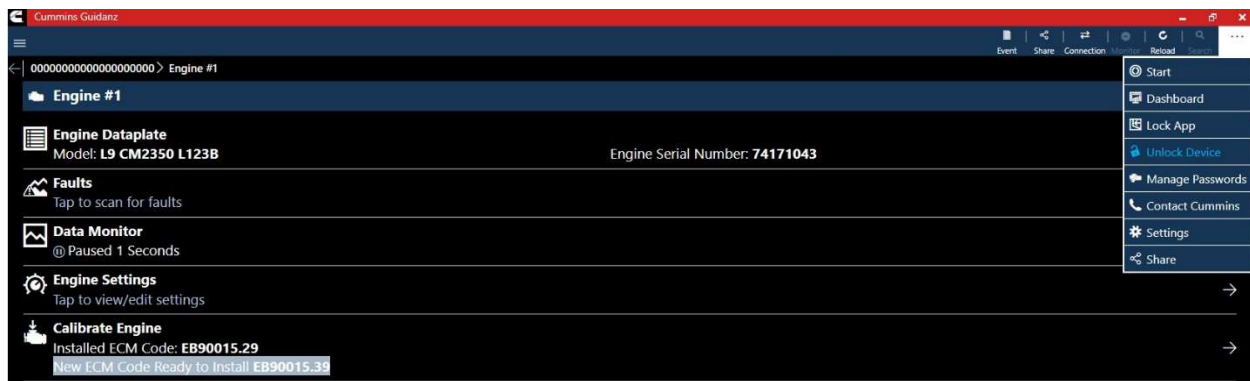 Cummins Guidanz
Event Share Connection Monitor Reload Search
00000000000000000000 > Engine #1
Engine #1
Engine Dataplate
Model: L9 CM2350 L123B
Engine Serial Number: 74171043
Faults
Tap to scan for faults
Data Monitor
Paused 1 Seconds
Engine Settings
Tap to view/edit settings
Calibrate Engine
Installed ECM Code: EB90015.29
New ECM Code Ready to Install EB90015.39
Start
Dashboard
Lock App
Unlock Device
Manage Passwords
Contact Cummins
Settings
Share